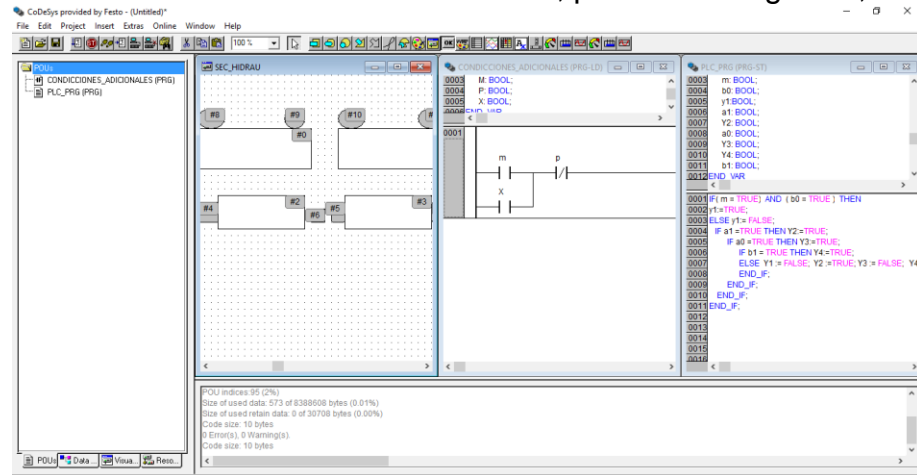 CoDeSys provided by Festo - (Untitled)*
File Edit Project Insert Extras Online Window Help
100 %
POUs
CONDICCIONES_ADICIONALES (PRG)
PLC_PRG (PRG)
SEC_HIDRAU
#8 #9 #10
#0
#4 #2 #6 #5 #3
CONDICCIONES_ADICIONALES (PRG-LD)
0003 M: BOOL;
0004 P: BOOL;
0005 X: BOOL;
0006 END_VAR
0001
m p
X
PLC_PRG (PRG-ST)
0003 m: BOOL;
0004 b0: BOOL;
0005 y1:BOOL;
0006 a1: BOOL;
0007 Y2: BOOL;
0008 a0: BOOL;
0009 Y3: BOOL;
0010 Y4: BOOL;
0011 b1: BOOL;
0012 END_VAR
0001 IF( m = TRUE) AND ( b0 = TRUE ) THEN
0002 y1:=TRUE;
0003 ELSE y1:= FALSE;
0004 IF a1 =TRUE THEN Y2:=TRUE;
0005 IF a0 =TRUE THEN Y3:=TRUE;
0006 IF b1 = TRUE THEN Y4:=TRUE;
0007 ELSE Y1 := FALSE; Y2 :=TRUE; Y3 := FALSE; Y4
0008 END_IF;
0009 END_IF;
0010 END_IF;
0011 END_IF;
0012
0013
0014
0015
0016
POU indices:95 (2%)
Size of used data: 573 of 8388608 bytes (0.01%)
Size of used retain data: 0 of 30708 bytes (0.00%)
Code size: 10 bytes
0 Error(s), 0 Warning(s).
Code size: 10 bytes
POUs Data ... Visua... Reso...